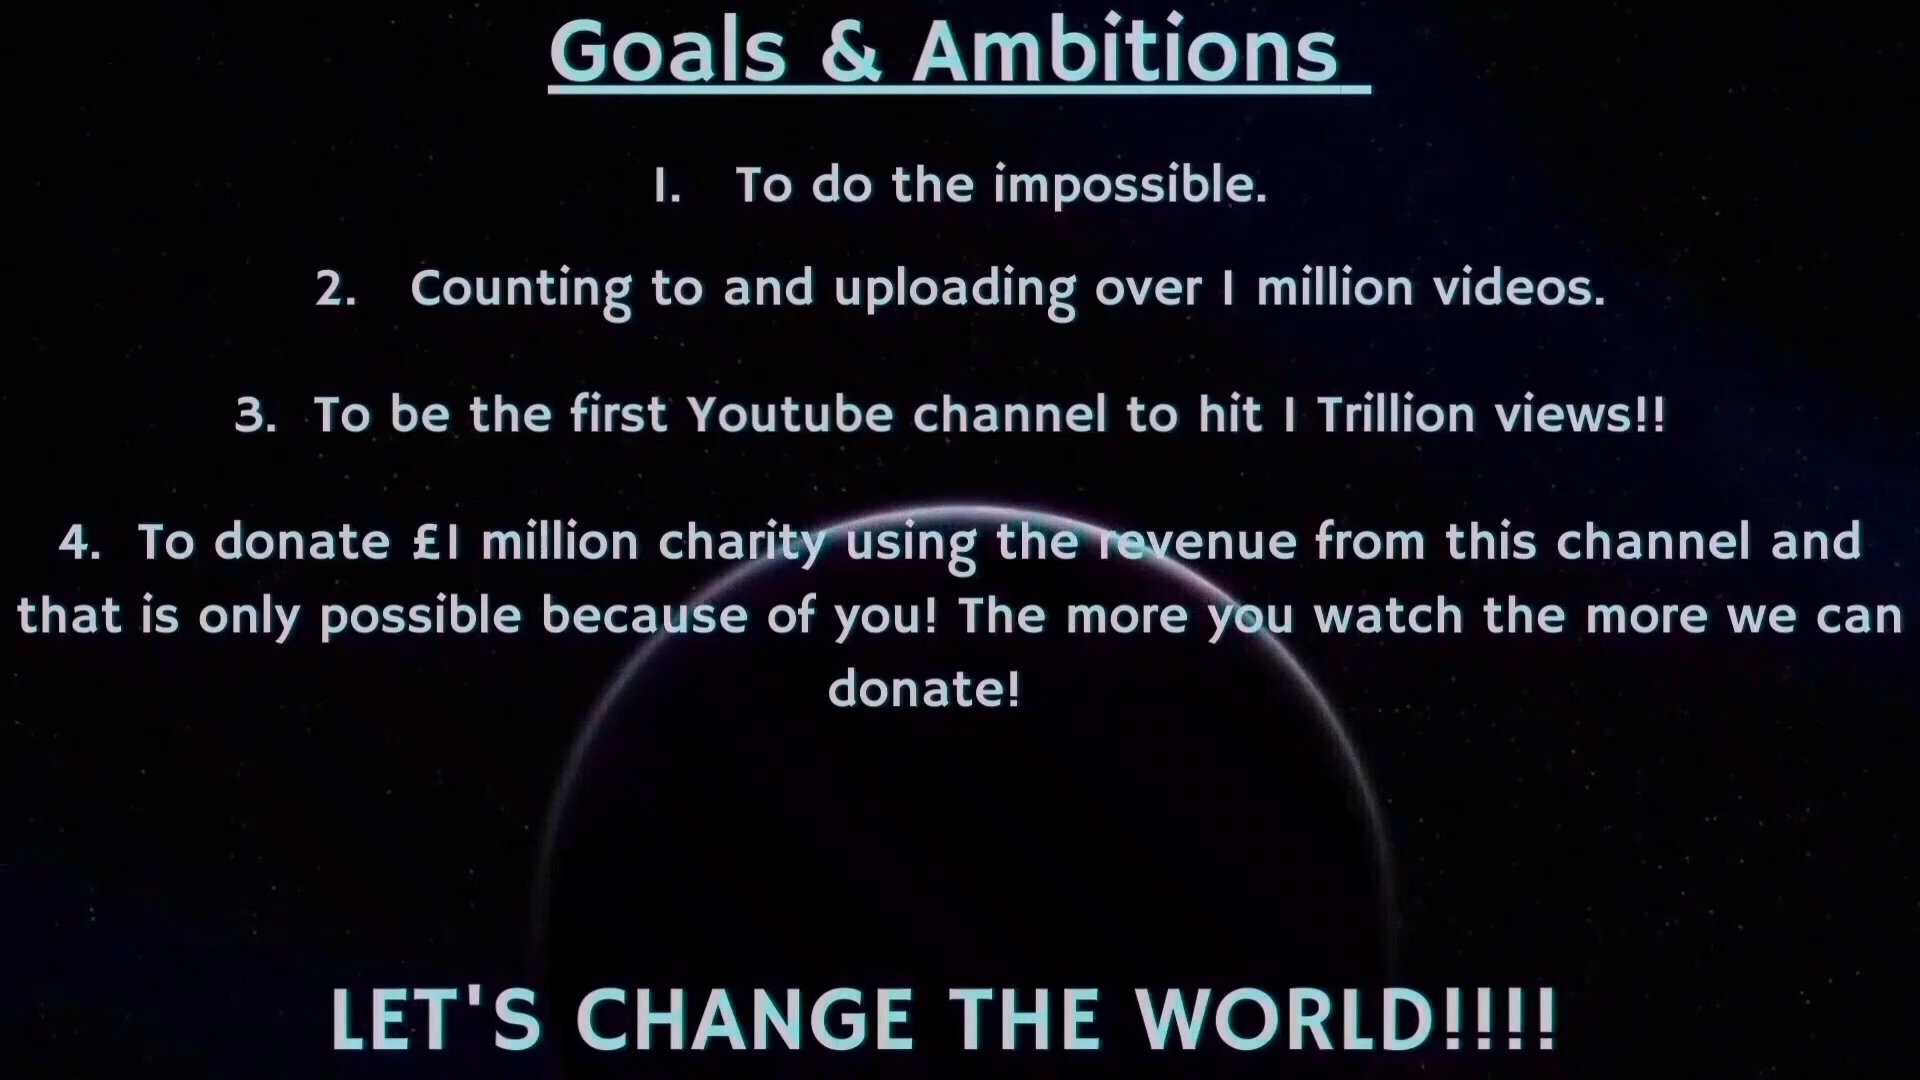 Goals & Ambitions
1. To do the impossible.
2. Counting to and uploading over 1 million videos.
3. To be the first Youtube channel to hit 1 Trillion views!!
4. To donate £1 million charity using the revenue from this channel and
that is only possible because of you! The more you watch the more we can
donate!
LET'S CHANGE THE WORLD!!!!